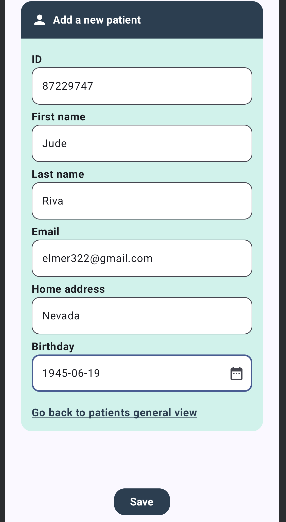 Add a new patient
ID
87229747
First name
Jude
Last name
Riva
Email
elmer322@gmail.com
Home address
Nevada
Birthday
1945-06-19
Go back to patients general view
Save